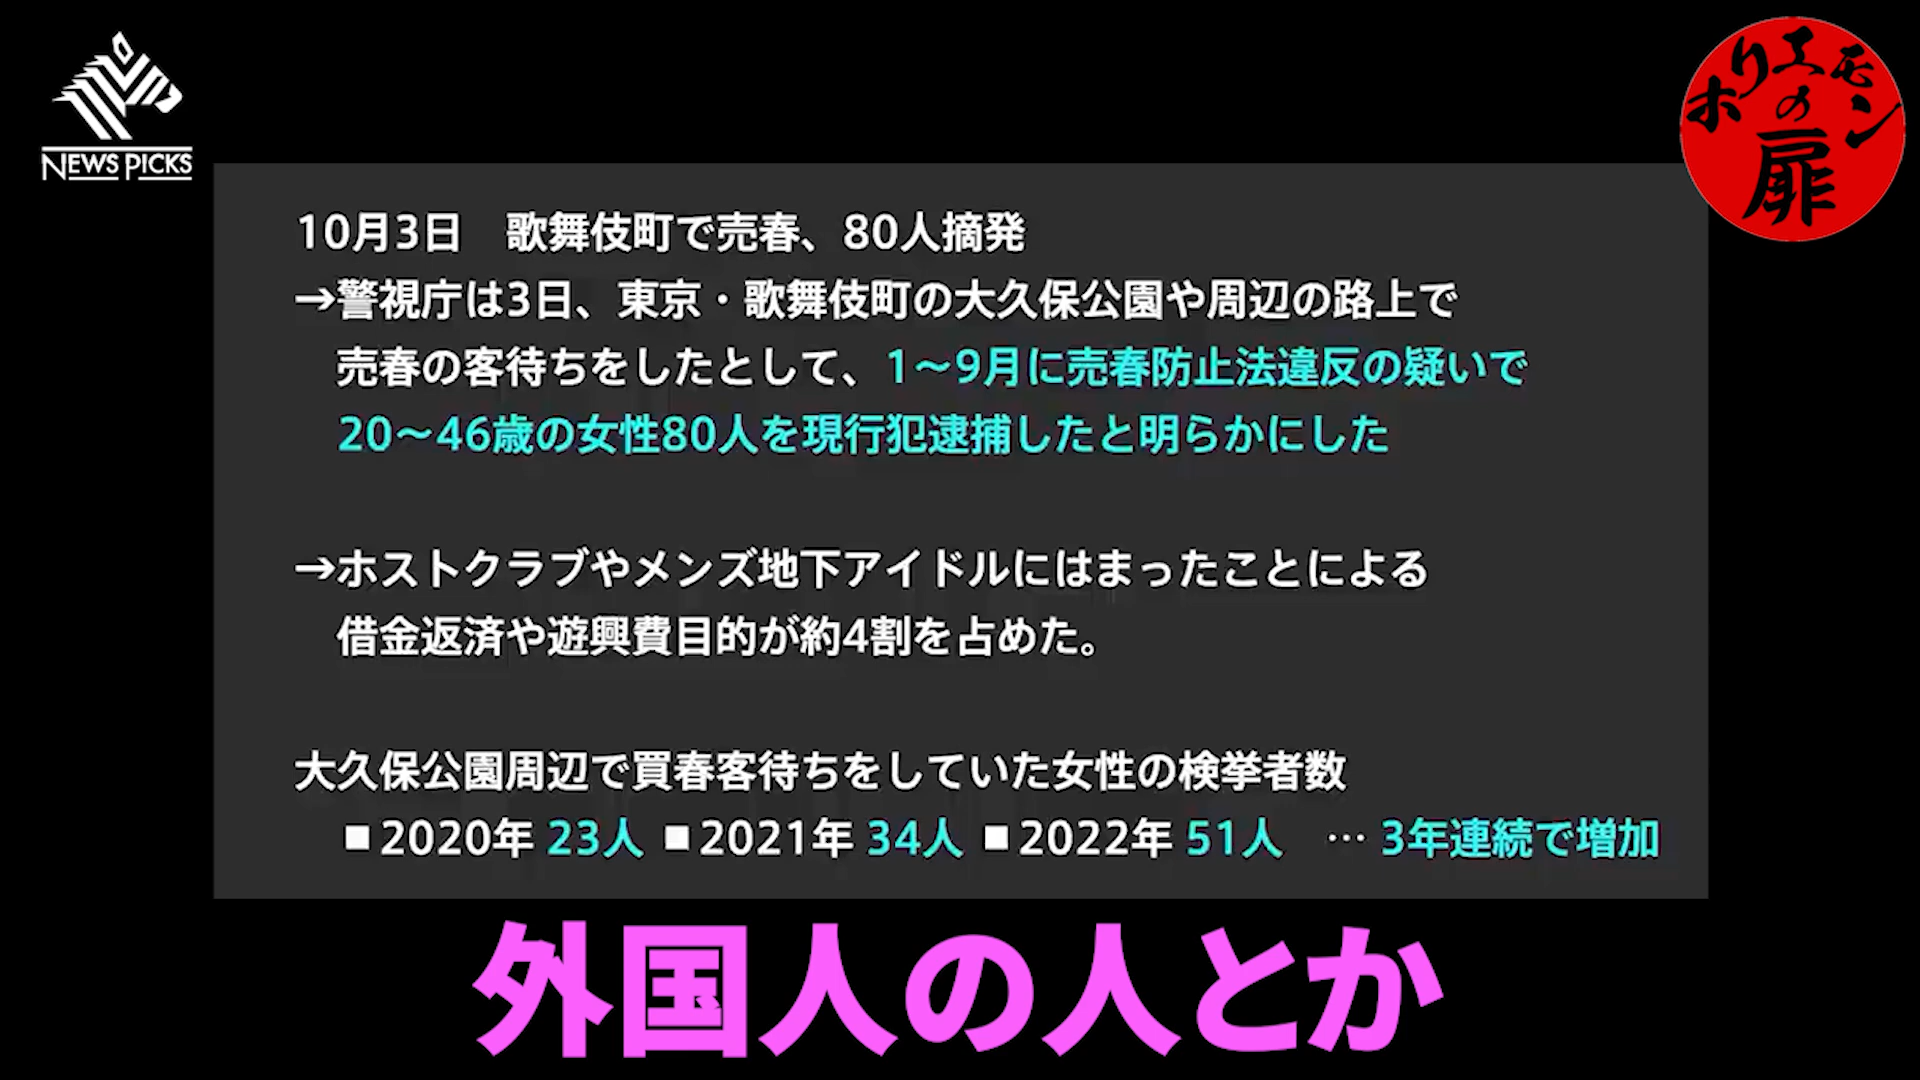 NEWSPICKS
ホリエモン
の
扉
10月3日　歌舞伎町で売春、80人摘発
→警視庁は3日、東京・歌舞伎町の大久保公園や周辺の路上で
売春の客待ちをしたとして、1～9月に売春防止法違反の疑いで
20～46歳の女性80人を現行犯逮捕したと明らかにした
→ホストクラブやメンズ地下アイドルにはまったことによる
借金返済や遊興費目的が約4割を占めた。
大久保公園周辺で買春客待ちをしていた女性の検挙者数
■2020年 23人 ■2021年 34人 ■2022年 51人　… 3年連続で増加
外国人の人とか